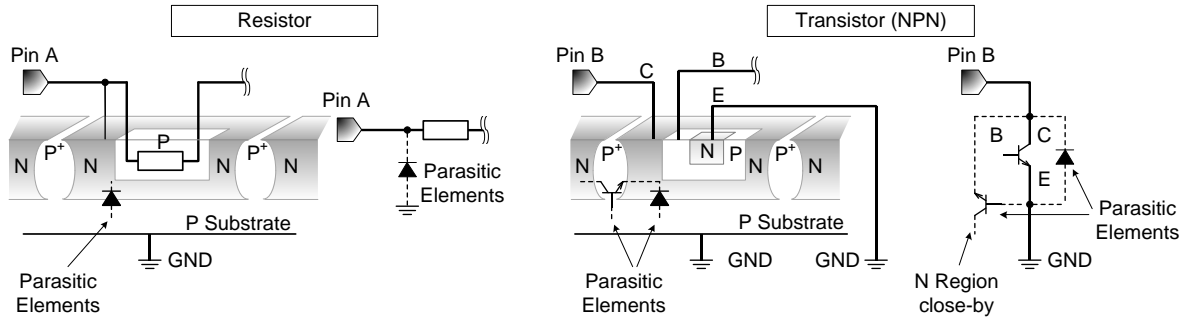 Resistor
Transistor (NPN)
Pin A
Pin B
C
B
E
Pin B
Pin A
N
P+
N
P
P+
N
N
P+
N
N
P
P+
N
B
C
E
Parasitic
Elements
P Substrate
GND
Parasitic
Elements
P Substrate
GND
GND
Parasitic
Elements
Parasitic
Elements
N Region
close-by